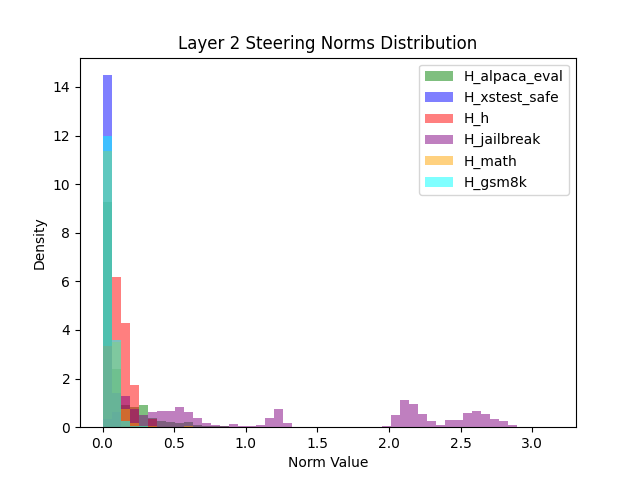 Layer 2 Steering Norms Distribution
H_alpaca_eval
H_xstest_safe
H_h
H_jailbreak
H_math
H_gsm8k
14
12
10
8
6
4
2
0
Density
0.0 0.5 1.0 1.5 2.0 2.5 3.0
Norm Value